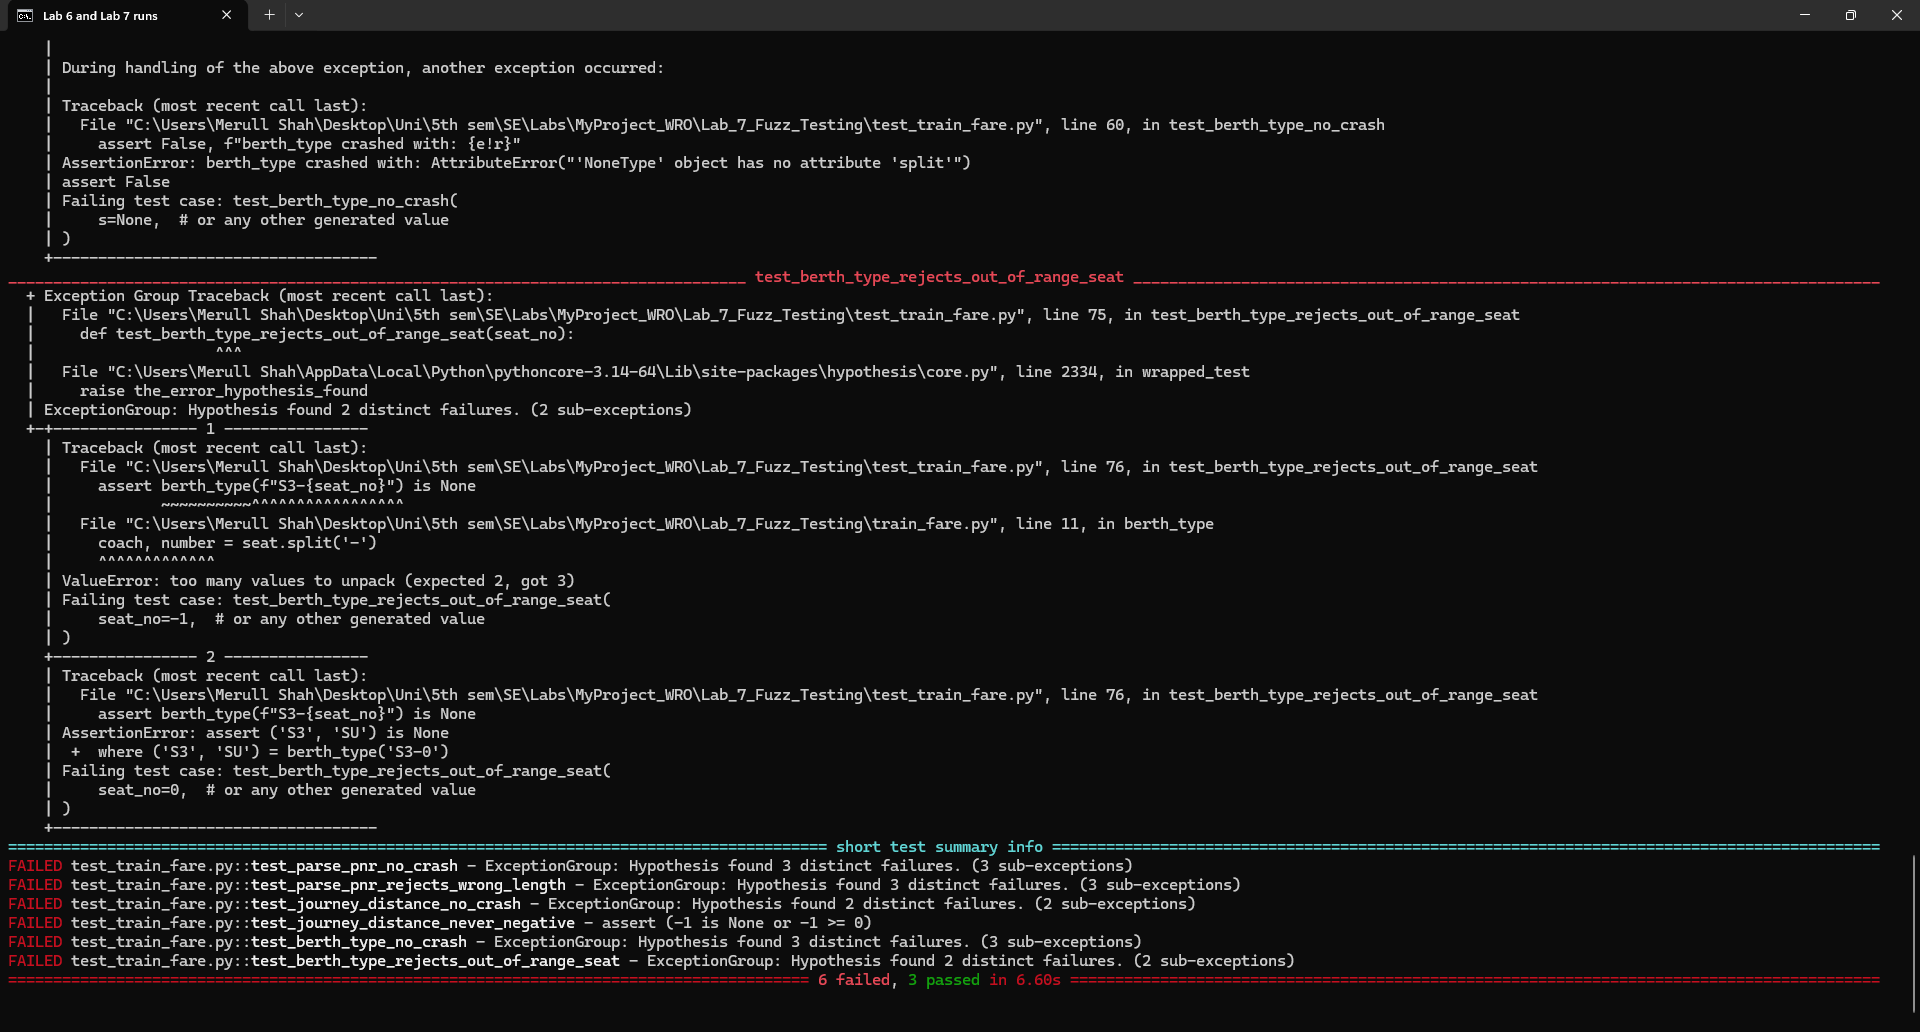 Lab 6 and Lab 7 runs
|
| During handling of the above exception, another exception occurred:
|
| Traceback (most recent call last):
|   File "C:\Users\Merull Shah\Desktop\Uni\5th sem\SE\Labs\MyProject_WRO\Lab_7_Fuzz_Testing\test_train_fare.py", line 60, in test_berth_type_no_crash
|     assert False, f"berth_type crashed with: {e!r}"
| AssertionError: berth_type crashed with: AttributeError("'NoneType' object has no attribute 'split'")
| assert False
| Failing test case: test_berth_type_no_crash(
|     s=None,  # or any other generated value
| )
+------------------------------------
test_berth_type_rejects_out_of_range_seat
+ Exception Group Traceback (most recent call last):
|   File "C:\Users\Merull Shah\Desktop\Uni\5th sem\SE\Labs\MyProject_WRO\Lab_7_Fuzz_Testing\test_train_fare.py", line 75, in test_berth_type_rejects_out_of_range_seat
|     def test_berth_type_rejects_out_of_range_seat(seat_no):
|                    ^^^
|   File "C:\Users\Merull Shah\AppData\Local\Python\pythoncore-3.14-64\Lib\site-packages\hypothesis\core.py", line 2334, in wrapped_test
|     raise the_error_hypothesis_found
| ExceptionGroup: Hypothesis found 2 distinct failures. (2 sub-exceptions)
+-+---------------- 1 ----------------
| Traceback (most recent call last):
|   File "C:\Users\Merull Shah\Desktop\Uni\5th sem\SE\Labs\MyProject_WRO\Lab_7_Fuzz_Testing\test_train_fare.py", line 76, in test_berth_type_rejects_out_of_range_seat
|     assert berth_type(f"S3-{seat_no}") is None
|            ~~~~~~~~~~^^^^^^^^^^^^^^^^^
|   File "C:\Users\Merull Shah\Desktop\Uni\5th sem\SE\Labs\MyProject_WRO\Lab_7_Fuzz_Testing\train_fare.py", line 11, in berth_type
|     coach, number = seat.split('-')
|     ^^^^^^^^^^^^^
| ValueError: too many values to unpack (expected 2, got 3)
| Failing test case: test_berth_type_rejects_out_of_range_seat(
|     seat_no=-1,  # or any other generated value
| )
+---------------- 2 ----------------
| Traceback (most recent call last):
|   File "C:\Users\Merull Shah\Desktop\Uni\5th sem\SE\Labs\MyProject_WRO\Lab_7_Fuzz_Testing\test_train_fare.py", line 76, in test_berth_type_rejects_out_of_range_seat
|     assert berth_type(f"S3-{seat_no}") is None
| AssertionError: assert ('S3', 'SU') is None
|  +  where ('S3', 'SU') = berth_type('S3-0')
| Failing test case: test_berth_type_rejects_out_of_range_seat(
|     seat_no=0,  # or any other generated value
| )
+------------------------------------
short test summary info
FAILED test_train_fare.py::test_parse_pnr_no_crash - ExceptionGroup: Hypothesis found 3 distinct failures. (3 sub-exceptions)
FAILED test_train_fare.py::test_parse_pnr_rejects_wrong_length - ExceptionGroup: Hypothesis found 3 distinct failures. (3 sub-exceptions)
FAILED test_train_fare.py::test_journey_distance_no_crash - ExceptionGroup: Hypothesis found 2 distinct failures. (2 sub-exceptions)
FAILED test_train_fare.py::test_journey_distance_never_negative - assert (-1 is None or -1 >= 0)
FAILED test_train_fare.py::test_berth_type_no_crash - ExceptionGroup: Hypothesis found 3 distinct failures. (3 sub-exceptions)
FAILED test_train_fare.py::test_berth_type_rejects_out_of_range_seat - ExceptionGroup: Hypothesis found 2 distinct failures. (2 sub-exceptions)
6 failed, 3 passed in 6.60s